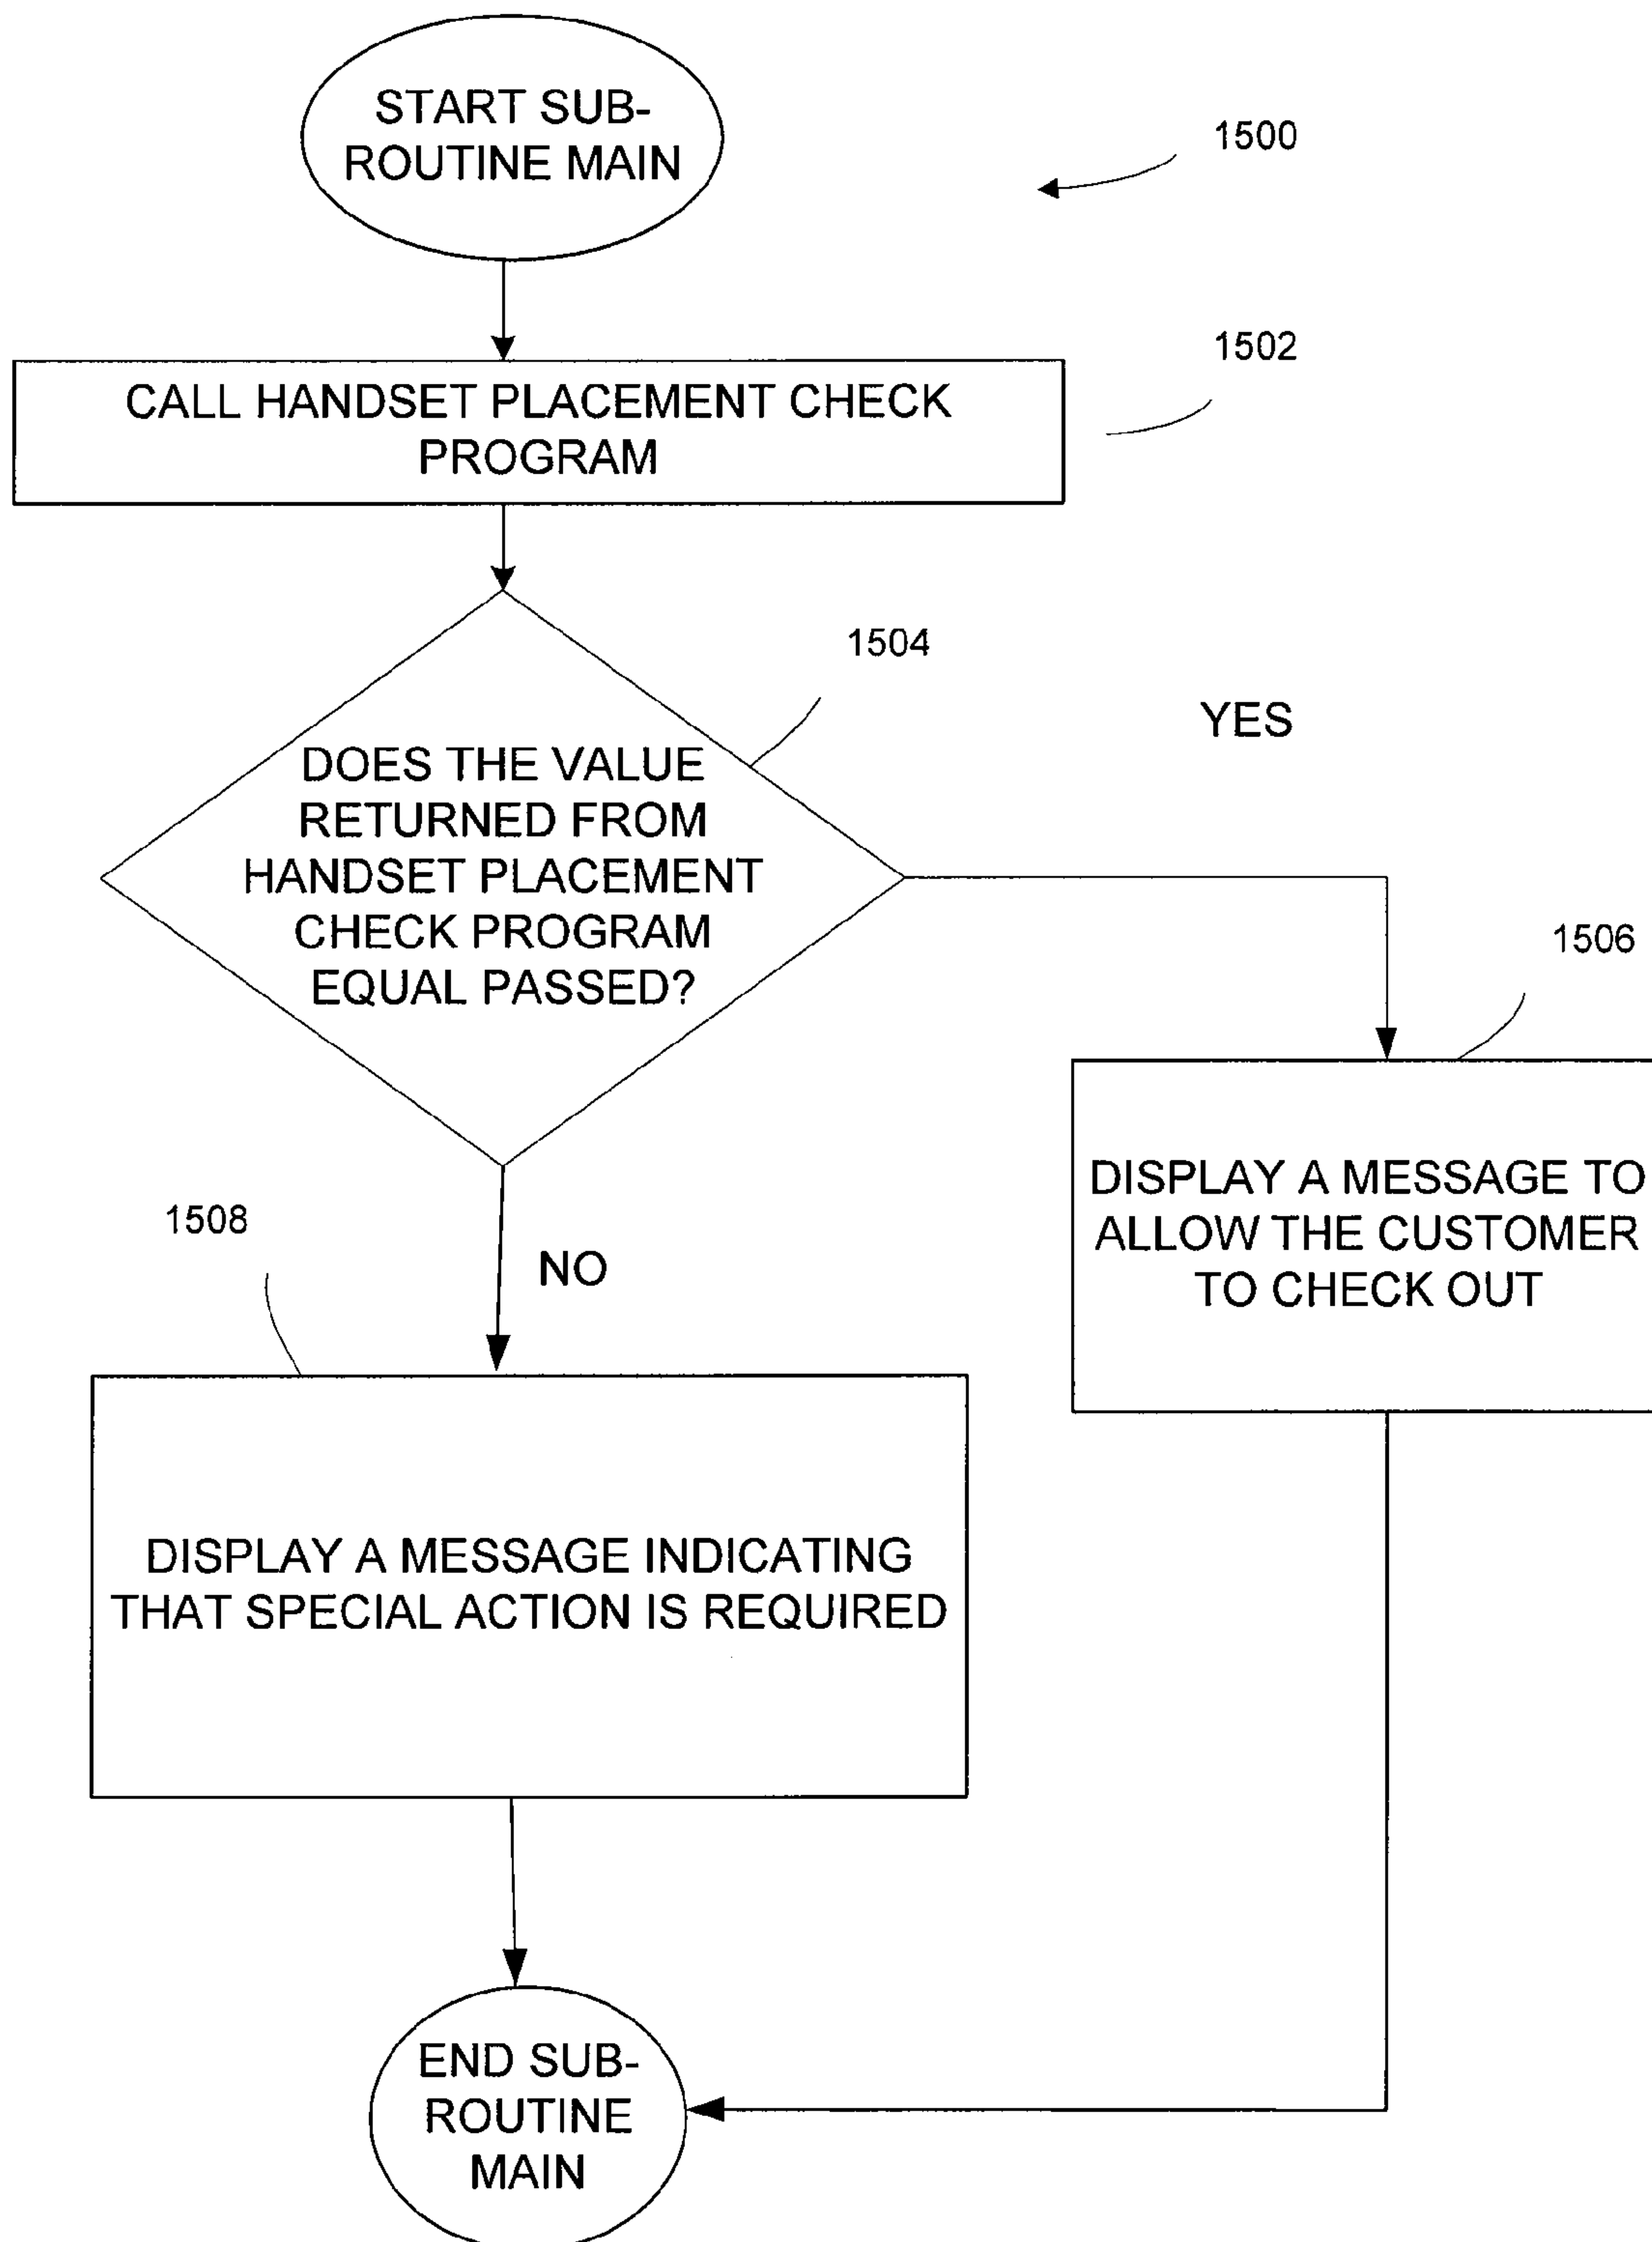 START SUB-
ROUTINE MAIN
1500
1502
CALL HANDSET PLACEMENT CHECK
PROGRAM
1504
YES
DOES THE VALUE
RETURNED FROM
HANDSET PLACEMENT
CHECK PROGRAM
EQUAL PASSED?
1506
DISPLAY A MESSAGE TO
ALLOW THE CUSTOMER
TO CHECK OUT
1508
NO
DISPLAY A MESSAGE INDICATING
THAT SPECIAL ACTION IS REQUIRED
END SUB-
ROUTINE
MAIN